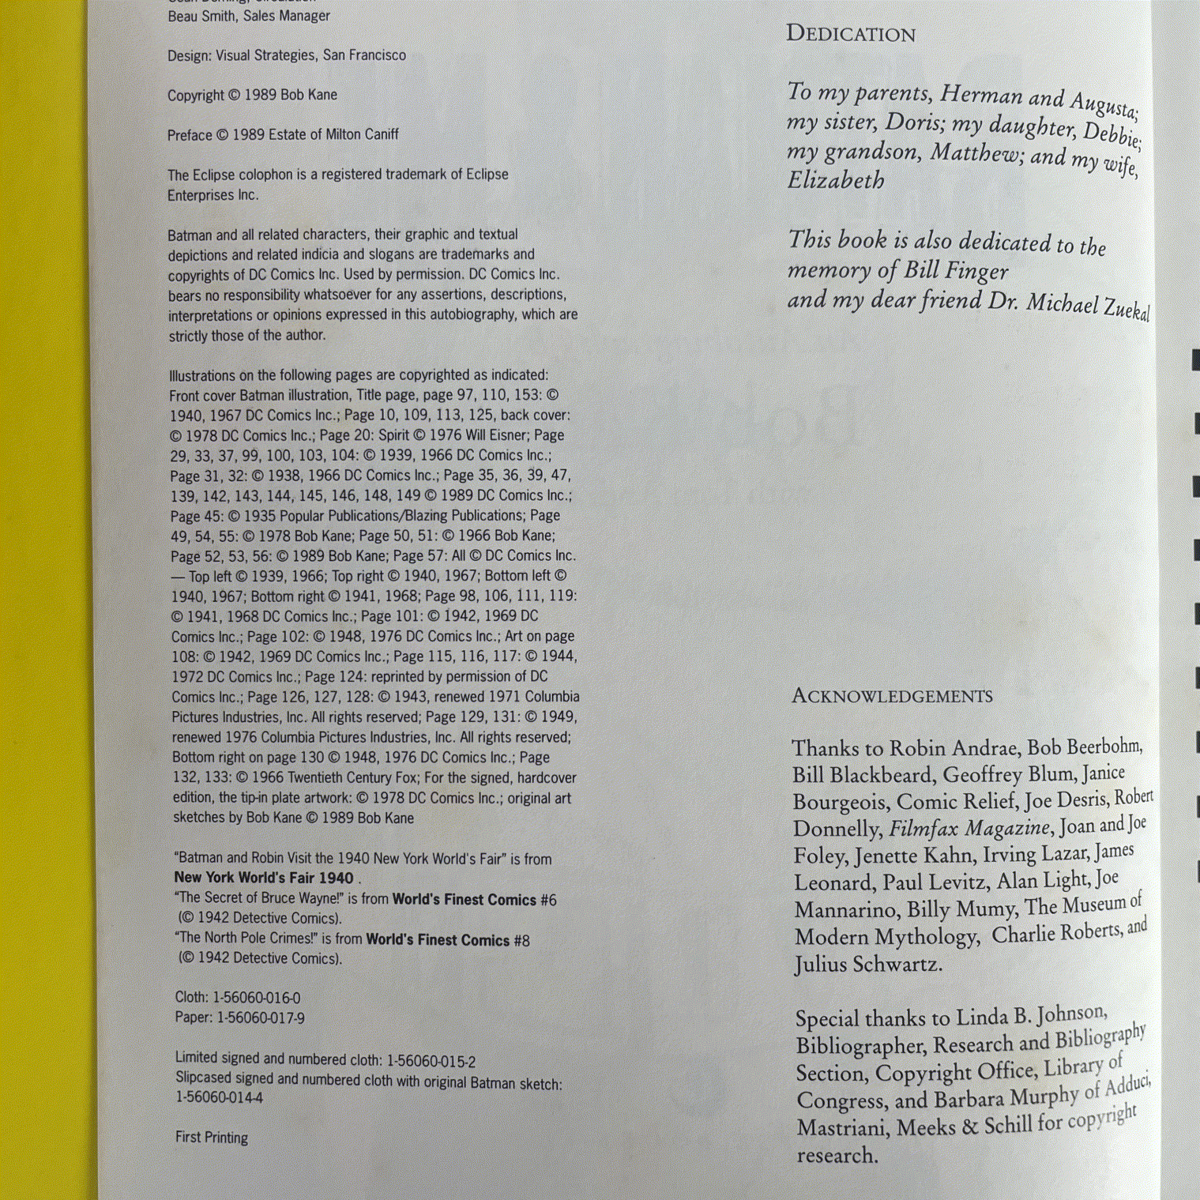 Beau Smith, Sales Manager
Design: Visual Strategies, San Francisco
Copyright © 1989 Bob Kane
Preface © 1989 Estate of Milton Caniff
The Eclipse colophon is a registered trademark of Eclipse
Enterprises Inc.
Batman and all related characters, their graphic and textual
depictions and related indicia and slogans are trademarks and
copyrights of DC Comics Inc. Used by permission. DC Comics Inc.
bears no responsibility whatsoever for any assertions, descriptions,
interpretations or opinions expressed in this autobiography, which are
strictly those of the author.
Illustrations on the following pages are copyrighted as indicated:
Front cover Batman illustration, Title page, page 97, 110, 153: ©
1940, 1967 DC Comics Inc.; Page 10, 109, 113, 125, back cover:
© 1978 DC Comics Inc.; Page 20: Spirit © 1976 Will Eisner; Page
29, 33, 37, 99, 100, 103, 104: © 1939, 1966 DC Comics Inc.;
Page 31, 32: © 1938, 1966 DC Comics Inc.; Page 35, 36, 39, 47,
139, 142, 143, 144, 145, 146, 148, 149 © 1989 DC Comics Inc.;
Page 45: © 1935 Popular Publications/Blazing Publications; Page
49, 54, 55: © 1978 Bob Kane; Page 50, 51: © 1966 Bob Kane;
Page 52, 53, 56: © 1989 Bob Kane; Page 57: All © DC Comics Inc.
— Top left © 1939, 1966; Top right © 1940, 1967; Bottom left ©
1940, 1967; Bottom right © 1941, 1968; Page 98, 106, 111, 119:
© 1941, 1968 DC Comics Inc.; Page 101: © 1942, 1969 DC
Comics Inc.; Page 102: © 1948, 1976 DC Comics Inc.; Art on page
108: © 1942, 1969 DC Comics Inc.; Page 115, 116, 117: © 1944,
1972 DC Comics Inc.; Page 124: reprinted by permission of DC
Comics Inc.; Page 126, 127, 128: © 1943, renewed 1971 Columbia
Pictures Industries, Inc. All rights reserved; Page 129, 131: © 1949,
renewed 1976 Columbia Pictures Industries, Inc. All rights reserved;
Bottom right on page 130 © 1948, 1976 DC Comics Inc.; Page
132, 133: © 1966 Twentieth Century Fox; For the signed, hardcover
edition, the tip-in plate artwork: © 1978 DC Comics Inc.; original art
sketches by Bob Kane © 1989 Bob Kane
"Batman and Robin Visit the 1940 New York World's Fair" is from
New York World's Fair 1940 .
"The Secret of Bruce Wayne!" is from World's Finest Comics #6
(© 1942 Detective Comics).
"The North Pole Crimes!" is from World's Finest Comics #8
(© 1942 Detective Comics).
Cloth: 1-56060-016-0
Paper: 1-56060-017-9
Limited signed and numbered cloth: 1-56060-015-2
Slipcased signed and numbered cloth with original Batman sketch:
1-56060-014-4
First Printing
DEDICATION
To my parents, Herman and Augusta;
my sister, Doris; my daughter, Debbie;
my grandson, Matthew; and my wife,
Elizabeth
This book is also dedicated to the
memory of Bill Finger
and my dear friend Dr. Michael Zuekal
ACKNOWLEDGEMENTS
Thanks to Robin Andrae, Bob Beerbohm,
Bill Blackbeard, Geoffrey Blum, Janice
Bourgeois, Comic Relief, Joe Desris, Robert
Donnelly, Filmfax Magazine, Joan and Joe
Foley, Jenette Kahn, Irving Lazar, James
Leonard, Paul Levitz, Alan Light, Joe
Mannarino, Billy Mumy, The Museum of
Modern Mythology, Charlie Roberts, and
Julius Schwartz.
Special thanks to Linda B. Johnson,
Bibliographer, Research and Bibliography
Section, Copyright Office, Library of
Congress, and Barbara Murphy of Adduci,
Mastriani, Meeks & Schill for copyright
research.